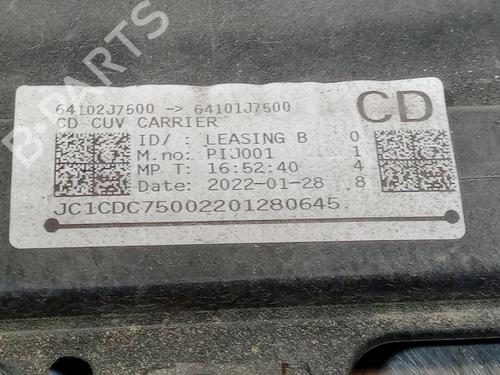 64102J7500 -> 64101J7500
CD
CD CUV CARRIER
ID/ : LEASING B 0
M.no: PIJ001 1
MP T: 16:52:40 4
Date: 2022-01-28 8
JC1CDC75002201280645
B-PARTS